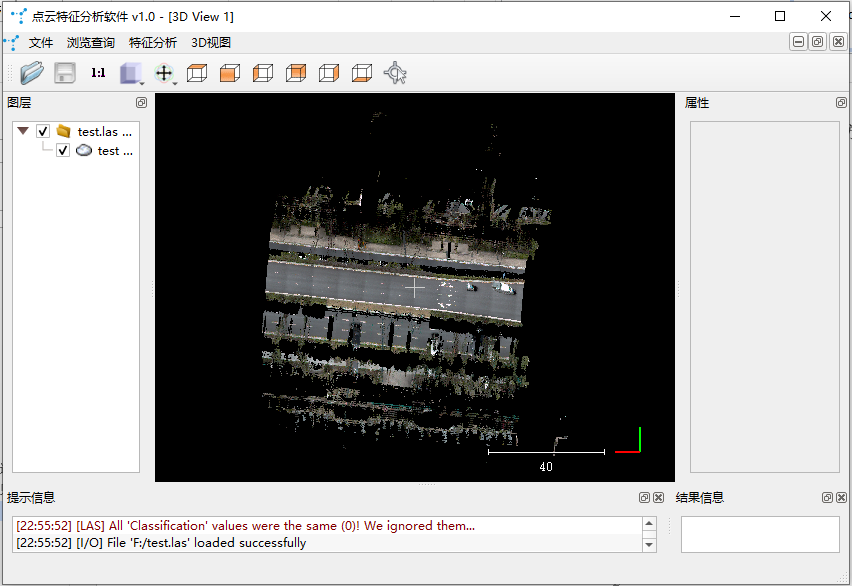 点云特征分析软件 v1.0 - [3D View 1]
文件 浏览查询 特征分析 3D视图
1:1
图层
属性
test.las ...
test ...
40
提示信息
结果信息
[22:55:52] [LAS] All 'Classification' values were the same (0)! We ignored them...
[22:55:52] [I/O] File 'F:/test.las' loaded successfully